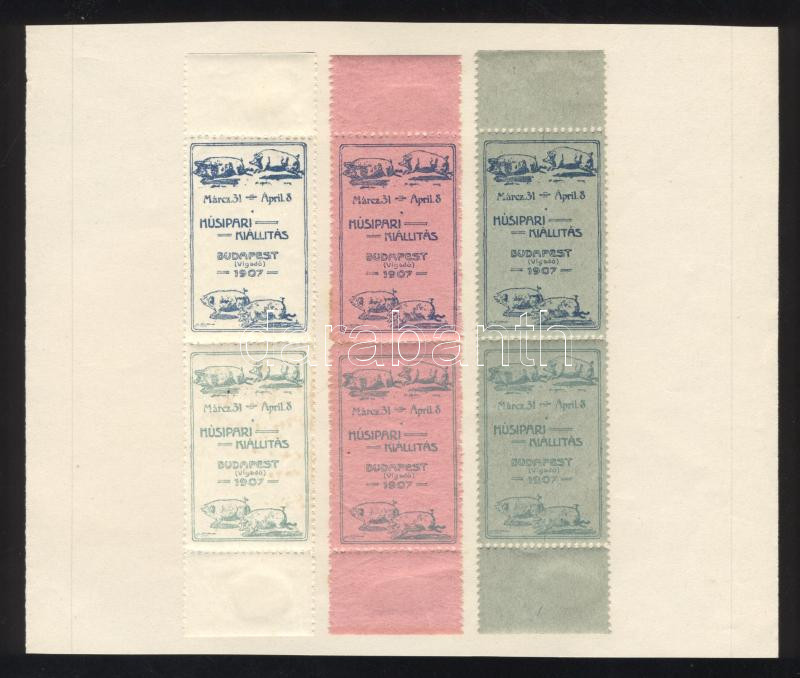 Márcz.31 Április 8
HÚSIPARI
KIÁLLITÁS
BUDAPEST
(Vigadó)
1907
Márcz.31 April.8
HÚSIPARI
KIÁLLITÁS
BUDAPEST
(Vigadó)
1907
Márcz.31 April.8
HÚSIPARI
KIÁLLITÁS
BUDAPEST
(Vigadó)
1907
darabanth
Márcz.31 April.8
HÚSIPARI
KIÁLLITÁS
BUDAPEST
(Vigadó)
1907
Márcz.31 April.8
HÚSIPARI
KIÁLLITÁS
BUDAPEST
(Vigadó)
1907
Márcz.31 April.8
HÚSIPARI
KIÁLLITÁS
BUDAPEST
(Vigadó)
1907